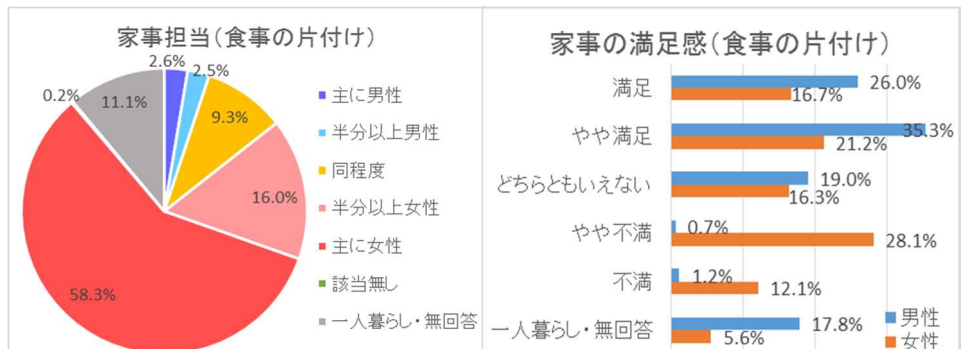 家事担当(食事の片付け)
2.6%
2.5%
9.3%
16.0%
58.3%
0.2%
11.1%
主に男性
半分以上男性
同程度
半分以上女性
主に女性
該当無し
一人暮らし・無回答
家事の満足感(食事の片付け)
満足
26.0%
16.7%
やや満足
35.3%
21.2%
どちらともいえない
19.0%
16.3%
やや不満
0.7%
28.1%
不満
1.2%
12.1%
一人暮らし・無回答
17.8%
5.6%
男性
女性